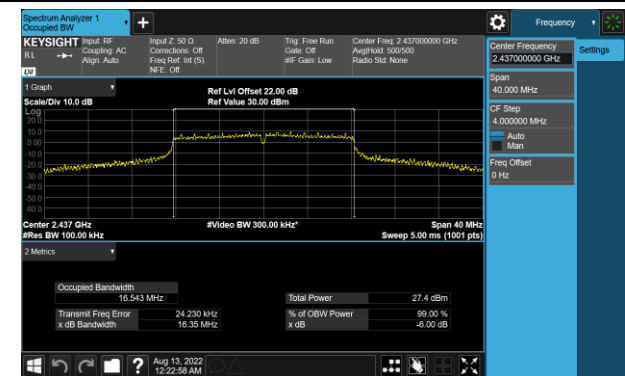 Spectrum Analyzer 1
Occupied BW
+
Frequency
KEYSIGHT
RL
LXI
Input: RF
Coupling: AC
Align: Auto
Input Z: 50 Ω
Corrections: Off
Freq Ref: Int (S)
NFE: Off
Atten: 20 dB
Trig: Free Run
Gate: Off
#IF Gain: Low
Center Freq: 2.437000000 GHz
Avg|Hold: 500/500
Radio Std: None
Center Frequency
2.437000000 GHz
Settings
Span
40.000 MHz
CF Step
4.000000 MHz
Auto
Man
Freq Offset
0 Hz
1 Graph
Scale/Div 10.0 dB
Ref Lvl Offset 22.00 dB
Ref Value 30.00 dBm
Log
20.0
10.0
0.00
-10.0
-20.0
-30.0
-40.0
-50.0
-60.0
Center 2.437 GHz
#Res BW 100.00 kHz
#Video BW 300.00 kHz*
Span 40 MHz
Sweep 5.00 ms (1001 pts)
2 Metrics
Occupied Bandwidth
16.543 MHz
Total Power
27.4 dBm
Transmit Freq Error
24.230 kHz
% of OBW Power
99.00 %
x dB Bandwidth
16.35 MHz
x dB
-6.00 dB
?
Aug 13, 2022
12:22:58 AM